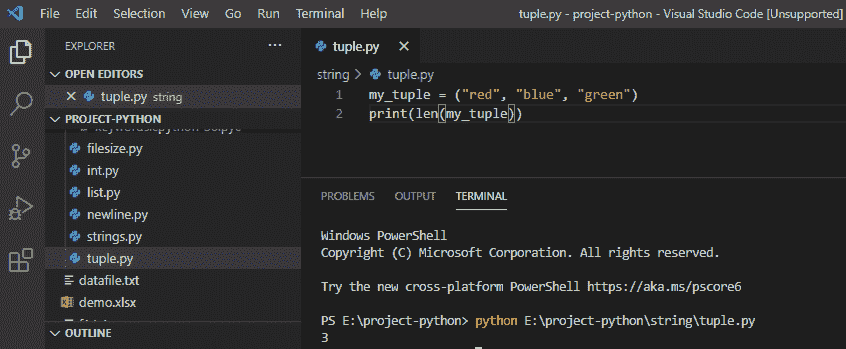 File Edit Selection View Go Run Terminal Help tuple.py - project-python - Visual Studio Code [Unsupported]
EXPLORER
OPEN EDITORS
tuple.py string
PROJECT-PYTHON
filesize.py
int.py
list.py
newline.py
strings.py
tuple.py
datafile.txt
demo.xlsx
OUTLINE
tuple.py
string > tuple.py
1 my_tuple = ("red", "blue", "green")
2 print(len(my_tuple))
PROBLEMS OUTPUT TERMINAL
Windows PowerShell
Copyright (C) Microsoft Corporation. All rights reserved.
Try the new cross-platform PowerShell https://aka.ms/pscore6
PS E:\project-python> python E:\project-python\string\tuple.py
3